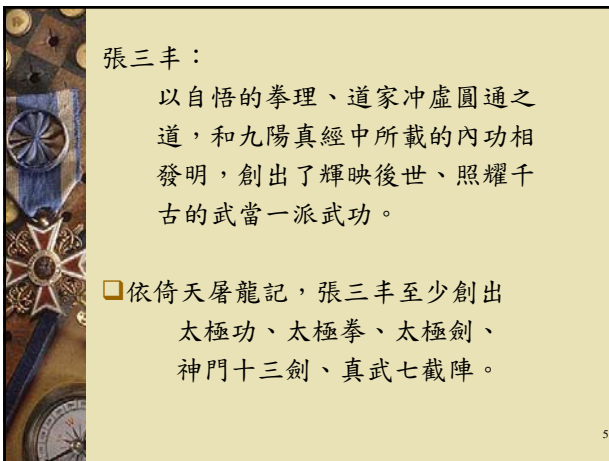 張三丰：
以自悟的拳理、道家冲虛圓通之
道，和九陽真經中所載的內功相
發明，創出了輝映後世、照耀千
古的武當一派武功。
❑依倚天屠龍記，張三丰至少創出
太極功、太極拳、太極劍、
神門十三劍、真武七截陣。
5